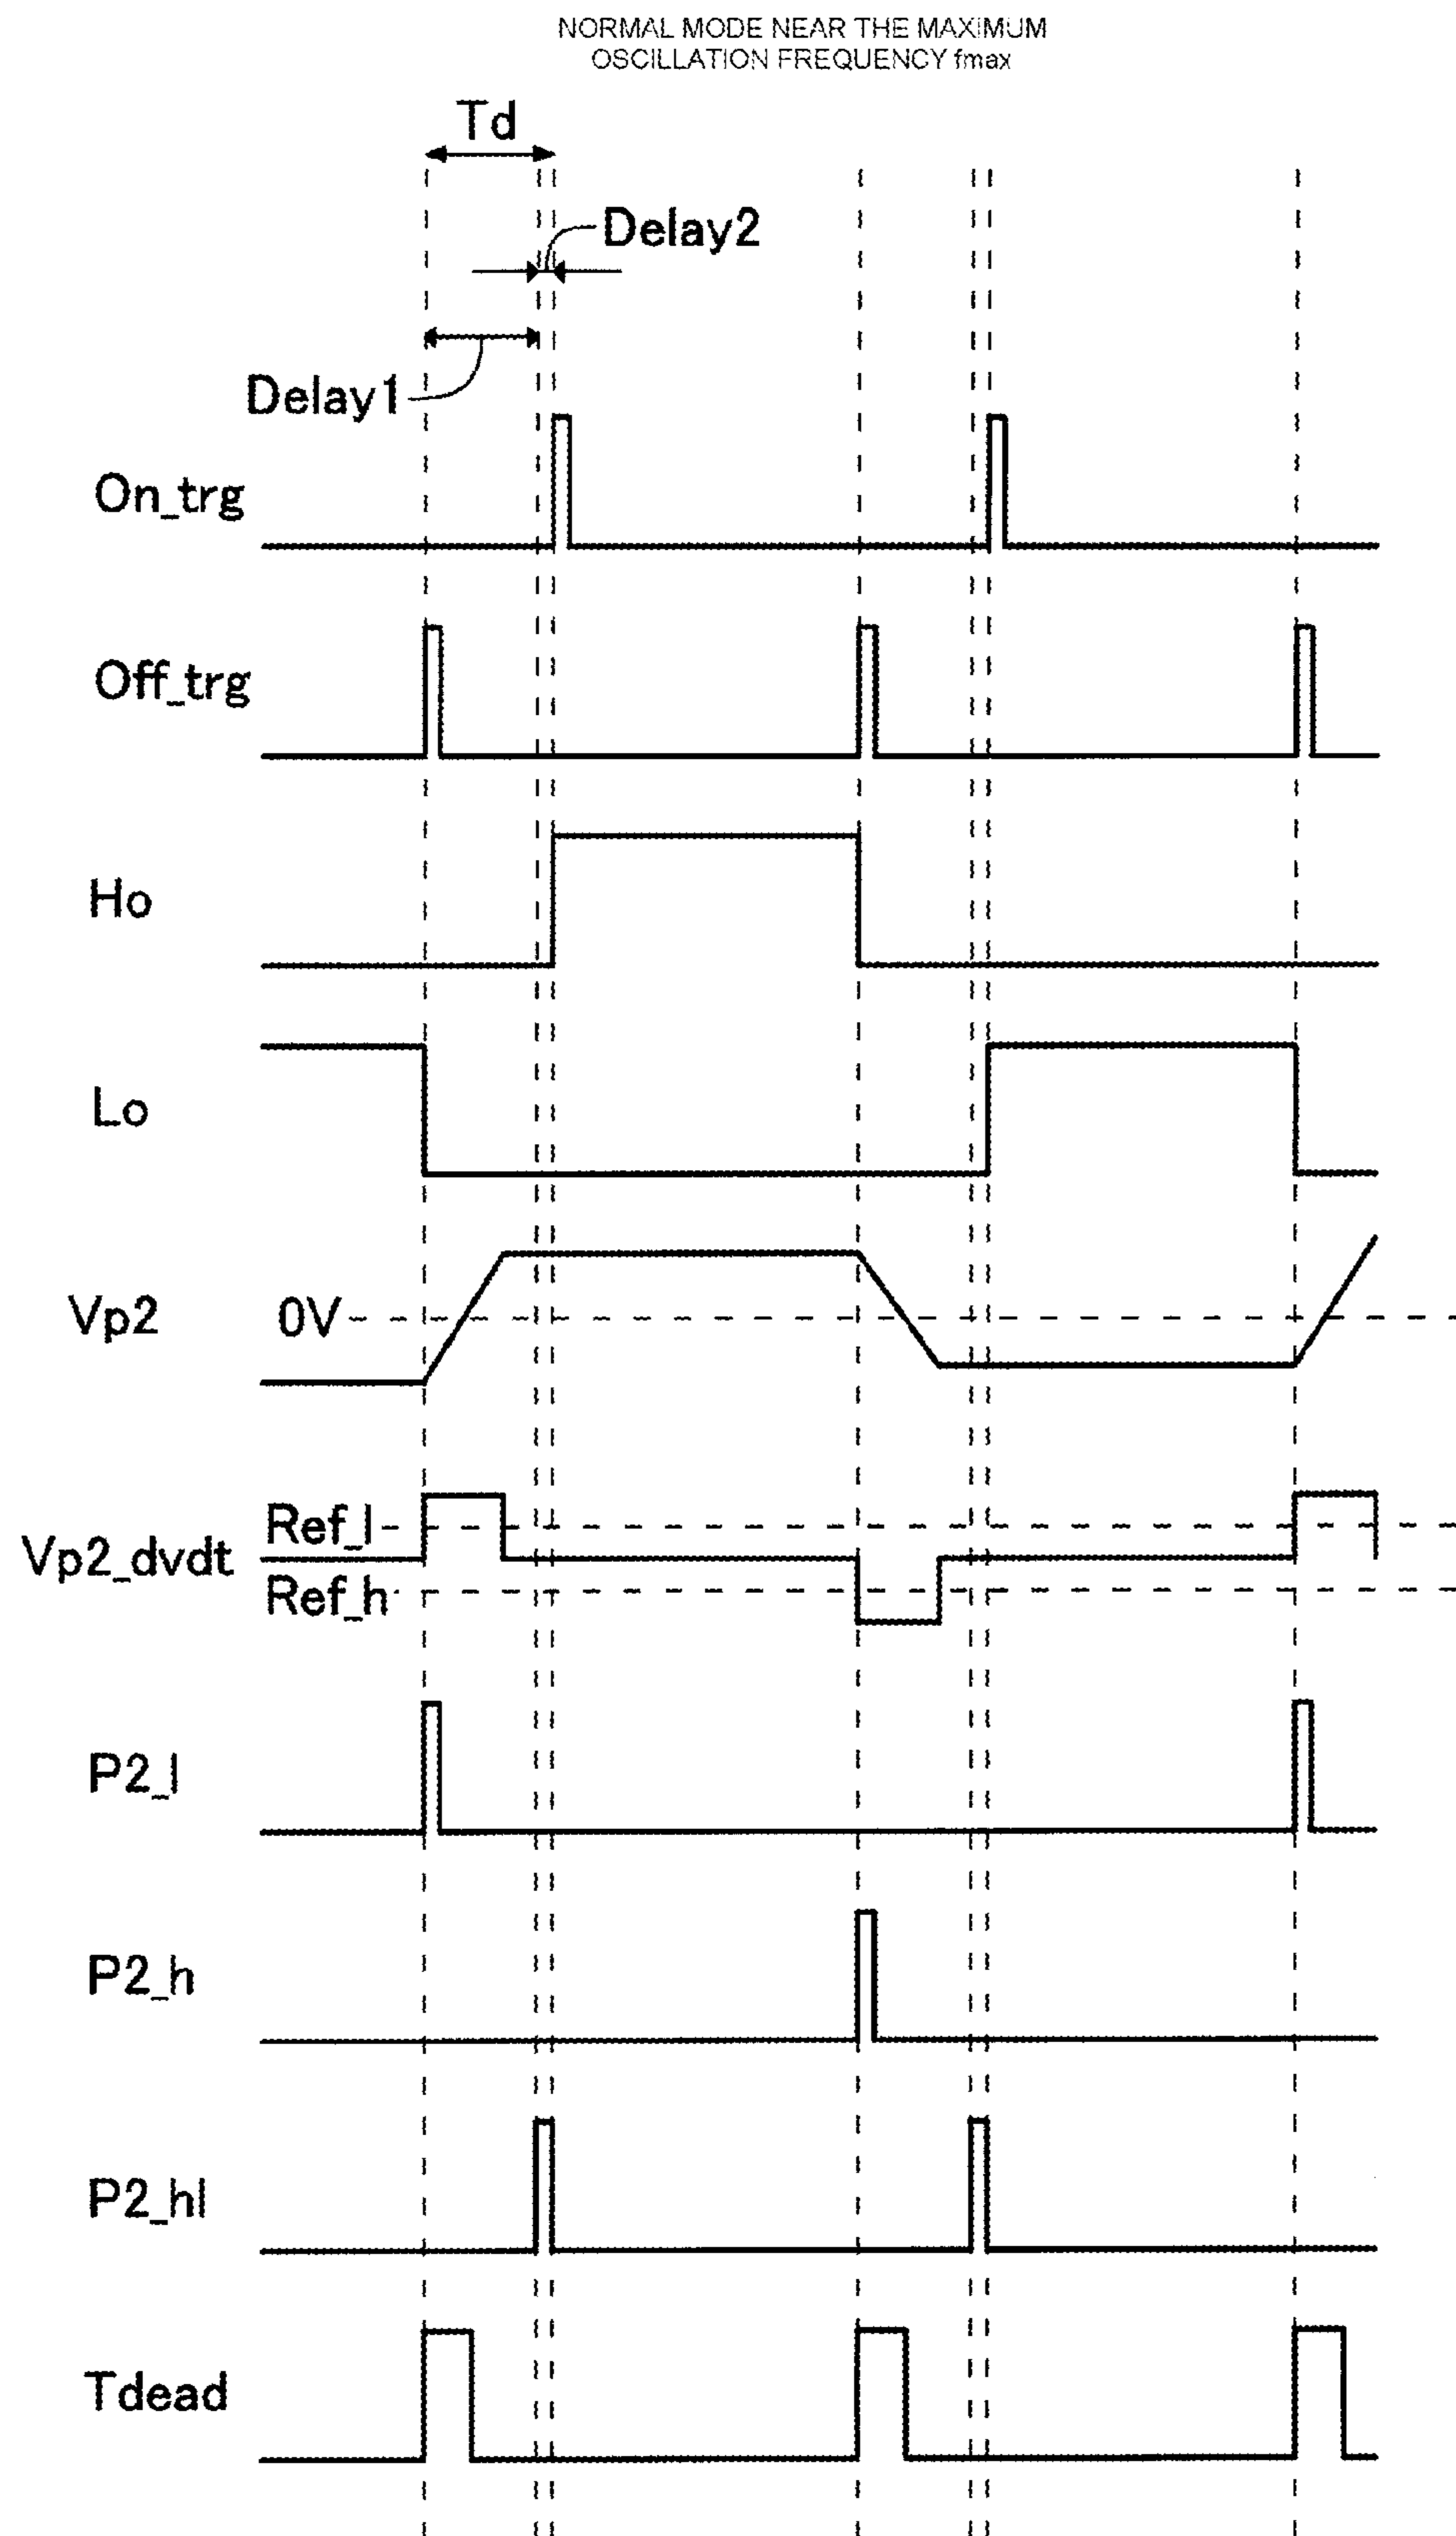 NORMAL MODE NEAR THE MAXIMUM
OSCILLATION FREQUENCY fmax
Td
Delay2
Delay1
On_trg
Off_trg
Ho
Lo
Vp2
0V
Ref_l
Vp2_dvdt
Ref_h
P2_l
P2_h
P2_hl
Tdead